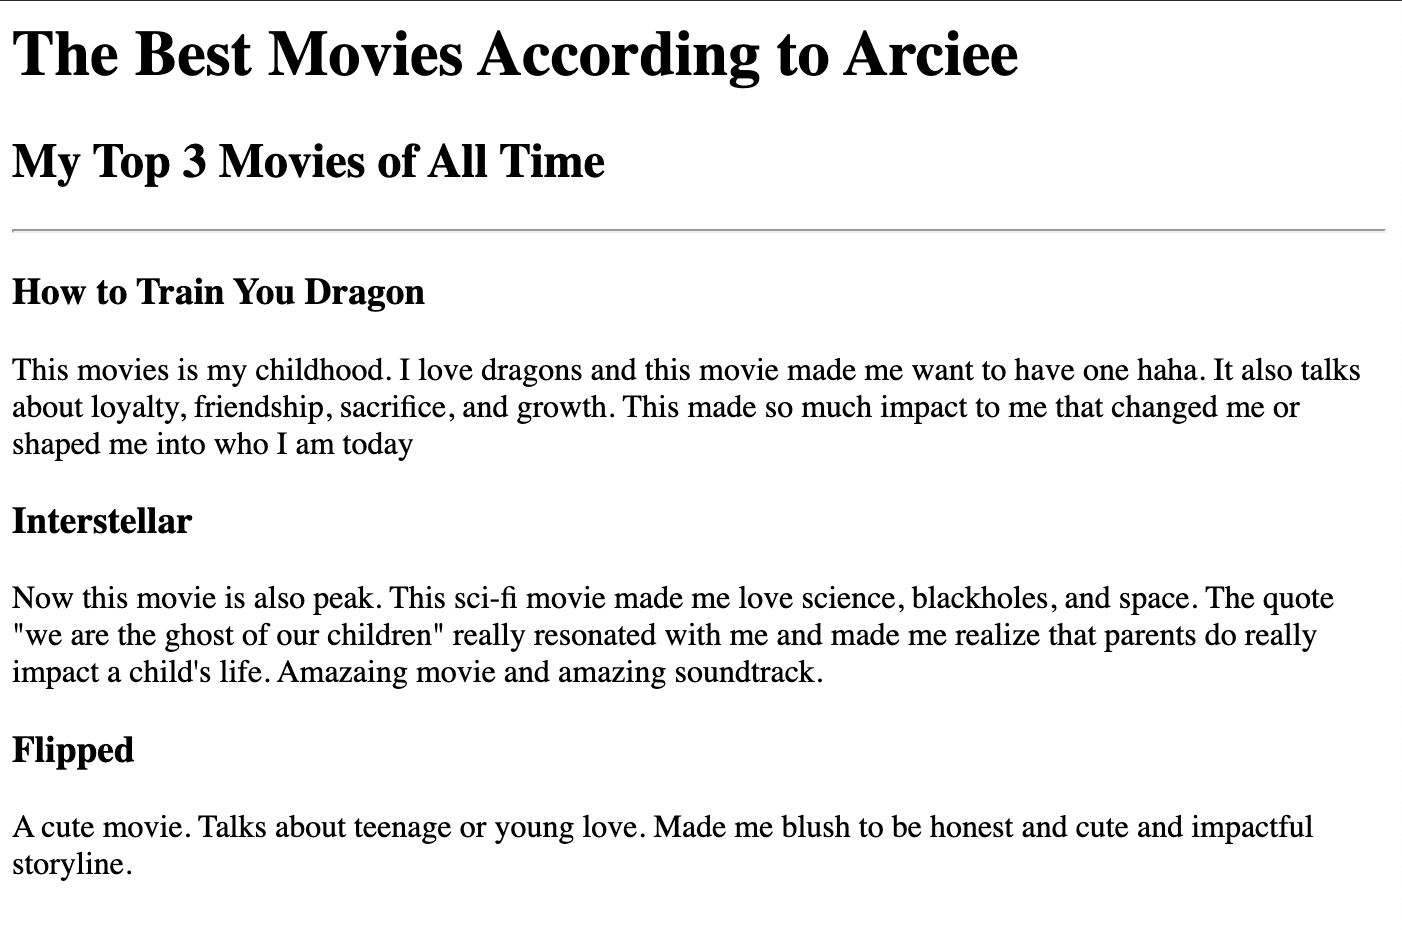 The Best Movies According to Arciee
My Top 3 Movies of All Time
How to Train You Dragon
This movies is my childhood. I love dragons and this movie made me want to have one haha. It also talks
about loyalty, friendship, sacrifice, and growth. This made so much impact to me that changed me or
shaped me into who I am today
Interstellar
Now this movie is also peak. This sci-fi movie made me love science, blackholes, and space. The quote
"we are the ghost of our children" really resonated with me and made me realize that parents do really
impact a child's life. Amazaing movie and amazing soundtrack.
Flipped
A cute movie. Talks about teenage or young love. Made me blush to be honest and cute and impactful
storyline.